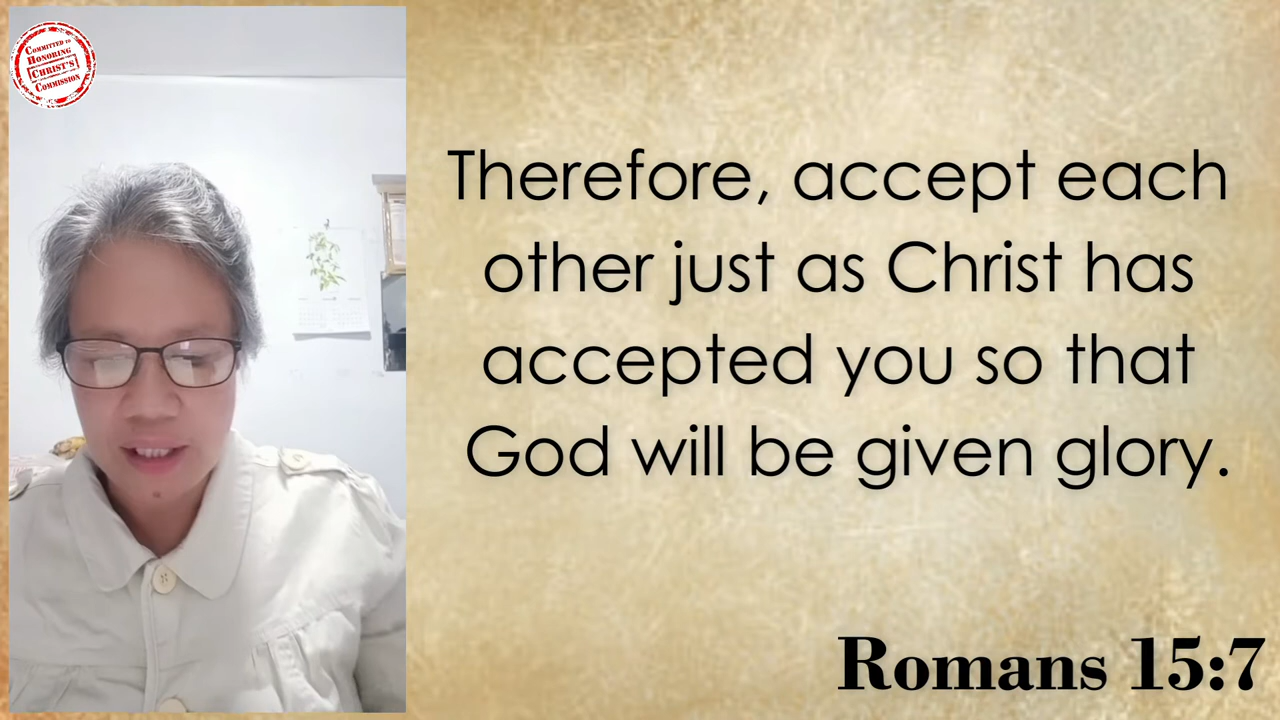 COMMITTED TO
HONORING
CHRIST'S
COMMISSION
Therefore, accept each
other just as Christ has
accepted you so that
God will be given glory.
Romans 15:7